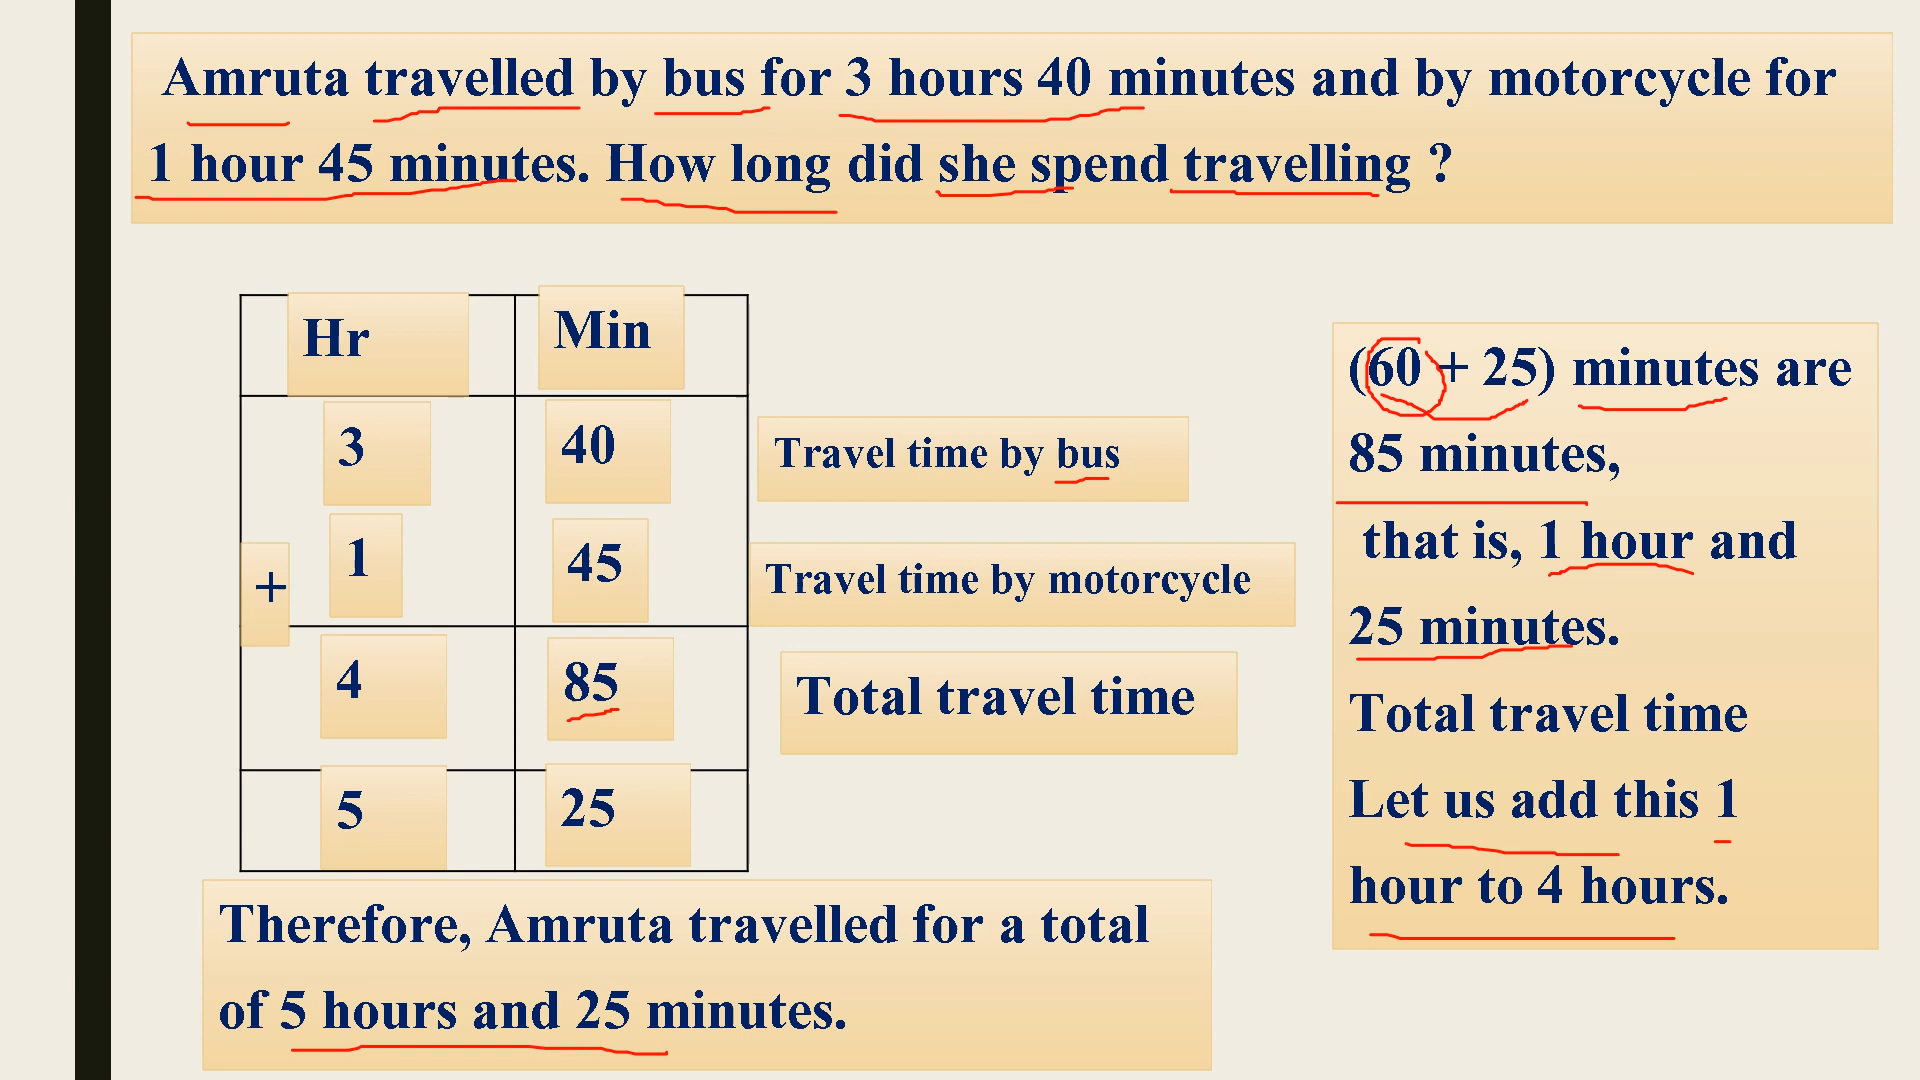 Amruta travelled by bus for 3 hours 40 minutes and by motorcycle for
1 hour 45 minutes. How long did she spend travelling ?
Hr Min
3 40 Travel time by bus
+ 1 45 Travel time by motorcycle
4 85 Total travel time
5 25
(60 + 25) minutes are
85 minutes,
that is, 1 hour and
25 minutes.
Total travel time
Let us add this 1
hour to 4 hours.
Therefore, Amruta travelled for a total
of 5 hours and 25 minutes.